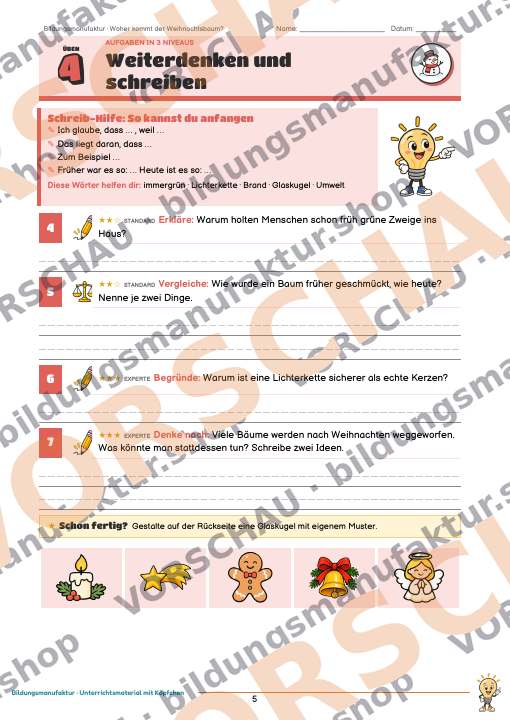 Bildungsmanufaktur · Woher kommt der Weihnachtsbaum?
Name:
Datum:
ÜBEN
4
AUFGABEN IN 3 NIVEAUS
Weiterdenken und
schreiben
Schreib-Hilfe: So kannst du anfangen
Ich glaube, dass ... , weil ...
Das liegt daran, dass ...
Zum Beispiel ...
Früher war es so: ... Heute ist es so: ...
Diese Wörter helfen dir: immergrün · Lichterkette · Brand · Glaskugel · Umwelt
4
★★☆ STANDARD Erkläre: Warum holten Menschen schon früh grüne Zweige ins
Haus?
5
★★☆ STANDARD Vergleiche: Wie wurde ein Baum früher geschmückt, wie heute?
Nenne je zwei Dinge.
6
★★★ EXPERTE Begründe: Warum ist eine Lichterkette sicherer als echte Kerzen?
7
★★★ EXPERTE Denke nach: Viele Bäume werden nach Weihnachten weggeworfen.
Was könnte man stattdessen tun? Schreibe zwei Ideen.
★ Schon fertig? Gestalte auf der Rückseite eine Glaskugel mit eigenem Muster.
Bildungsmanufaktur · Unterrichtsmaterial mit Köpfchen
5
VORSCHAU
VORSCHAU · bildungsmanufaktur.shop